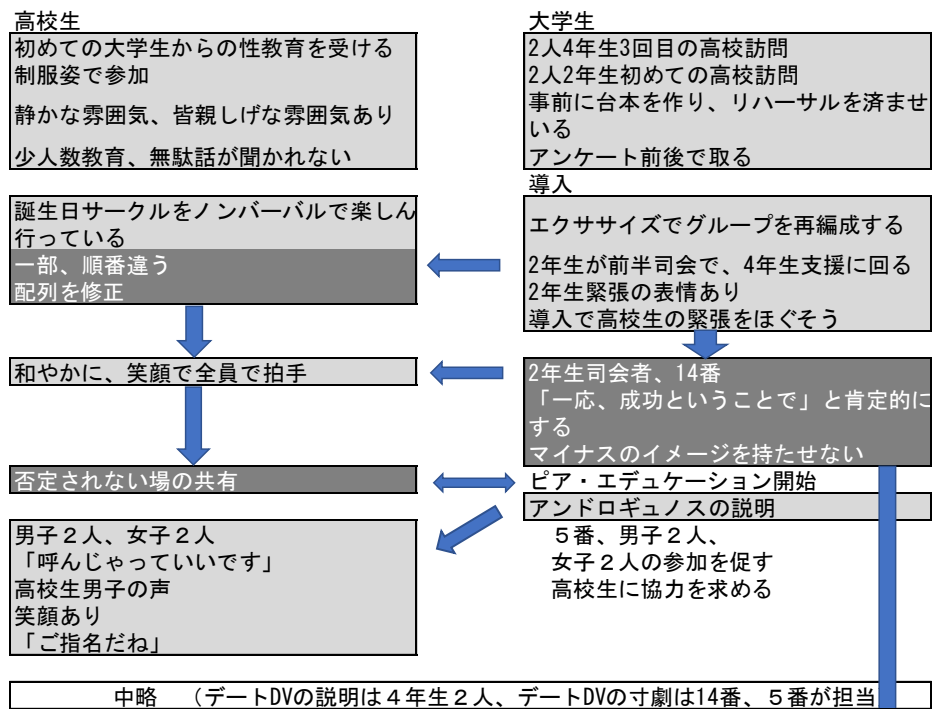 高校生
初めての大学生からの性教育を受ける
制服姿で参加
静かな雰囲気、皆親しげな雰囲気あり
少人数教育、無駄話が聞かれない
大学生
2人4年生3回目の高校訪問
2人2年生初めての高校訪問
事前に台本を作り、リハーサルを済ませ
いる
アンケート前後で取る
導入
誕生日サークルをノンバーバルで楽しん
行っている
一部、順番違う
配列を修正
エクササイズでグループを再編成する
2年生が前半司会で、4年生支援に回る
2年生緊張の表情あり
導入で高校生の緊張をほぐそう
和やかに、笑顔で全員で拍手
2年生司会者、14番
「一応、成功ということで」と肯定的に
する
マイナスのイメージを持たせない
否定されない場の共有
ピア・エデュケーション開始
アンドロギュノスの説明
5番、男子2人、
女子2人の参加を促す
高校生に協力を求める
男子2人、女子2人
「呼んじゃっていいです」
高校生男子の声
笑顔あり
「ご指名だね」
中略 （デートDVの説明は4年生2人、デートDVの寸劇は14番、5番が担当